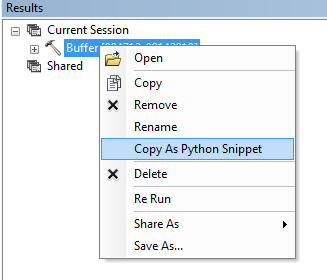 Results
Current Session
Buffer
Shared
Open
Copy
Remove
Rename
Copy As Python Snippet
Delete
Re Run
Share As
Save As...